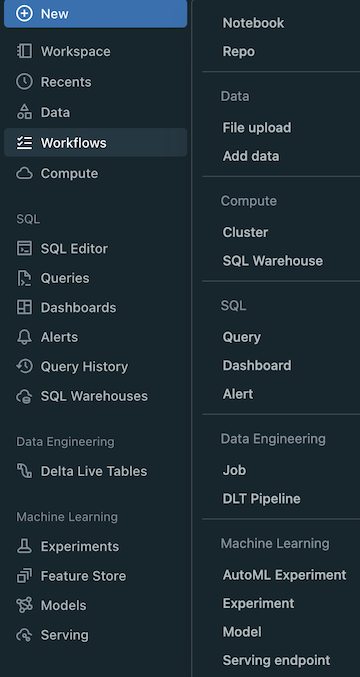 New
Workspace
Recents
Data
Workflows
Compute
SQL
SQL Editor
Queries
Dashboards
Alerts
Query History
SQL Warehouses
Data Engineering
Delta Live Tables
Machine Learning
Experiments
Feature Store
Models
Serving
Notebook
Repo
Data
File upload
Add data
Compute
Cluster
SQL Warehouse
SQL
Query
Dashboard
Alert
Data Engineering
Job
DLT Pipeline
Machine Learning
AutoML Experiment
Experiment
Model
Serving endpoint